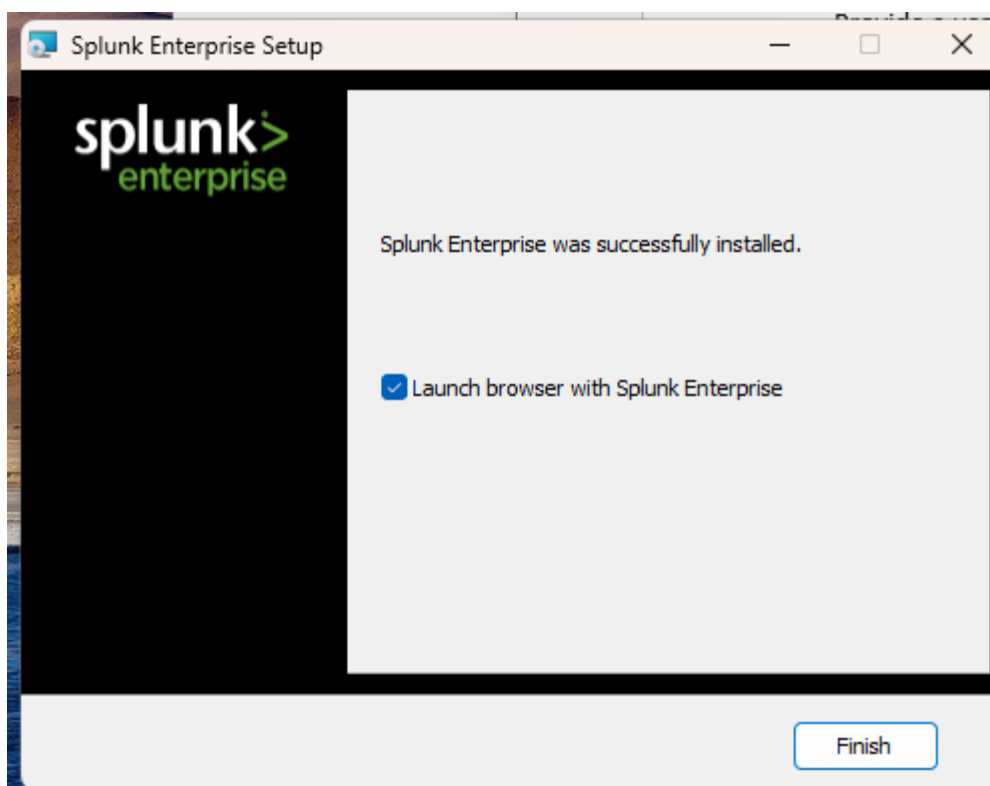 Splunk Enterprise Setup
splunk>
enterprise
Splunk Enterprise was successfully installed.
Launch browser with Splunk Enterprise
Finish